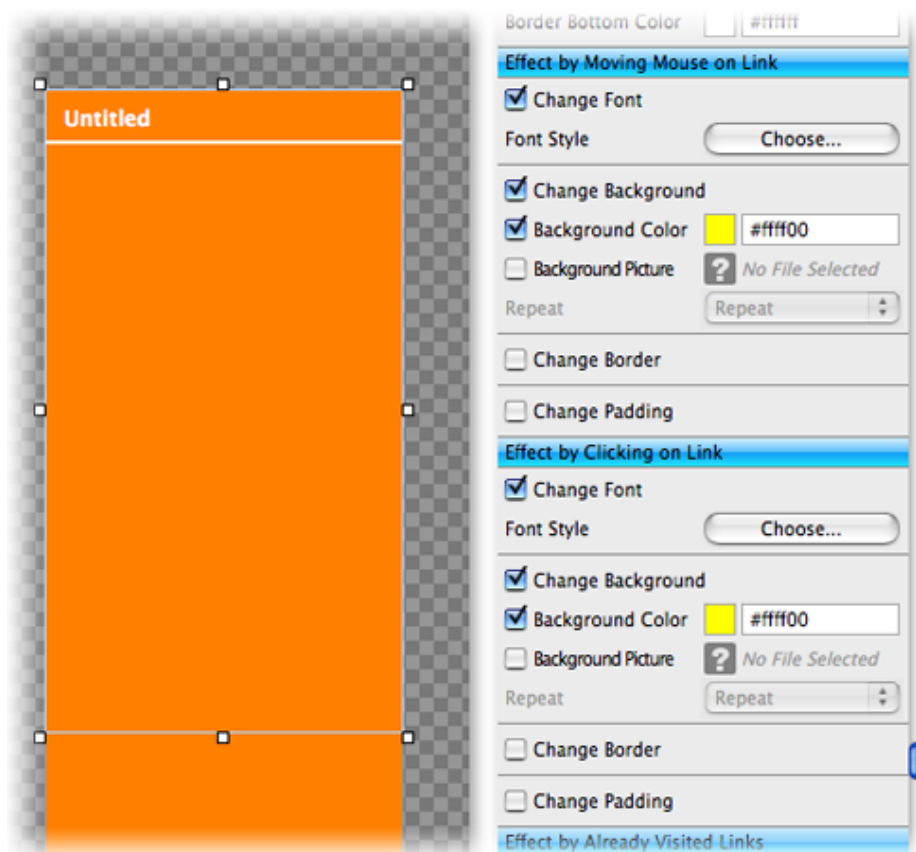 Untitled
Border Bottom Color #ffffff
Effect by Moving Mouse on Link
Change Font
Font Style Choose...
Change Background
Background Color #ffff00
Background Picture ? No File Selected
Repeat Repeat
Change Border
Change Padding
Effect by Clicking on Link
Change Font
Font Style Choose...
Change Background
Background Color #ffff00
Background Picture ? No File Selected
Repeat Repeat
Change Border
Change Padding
Effect by Already Visited Links